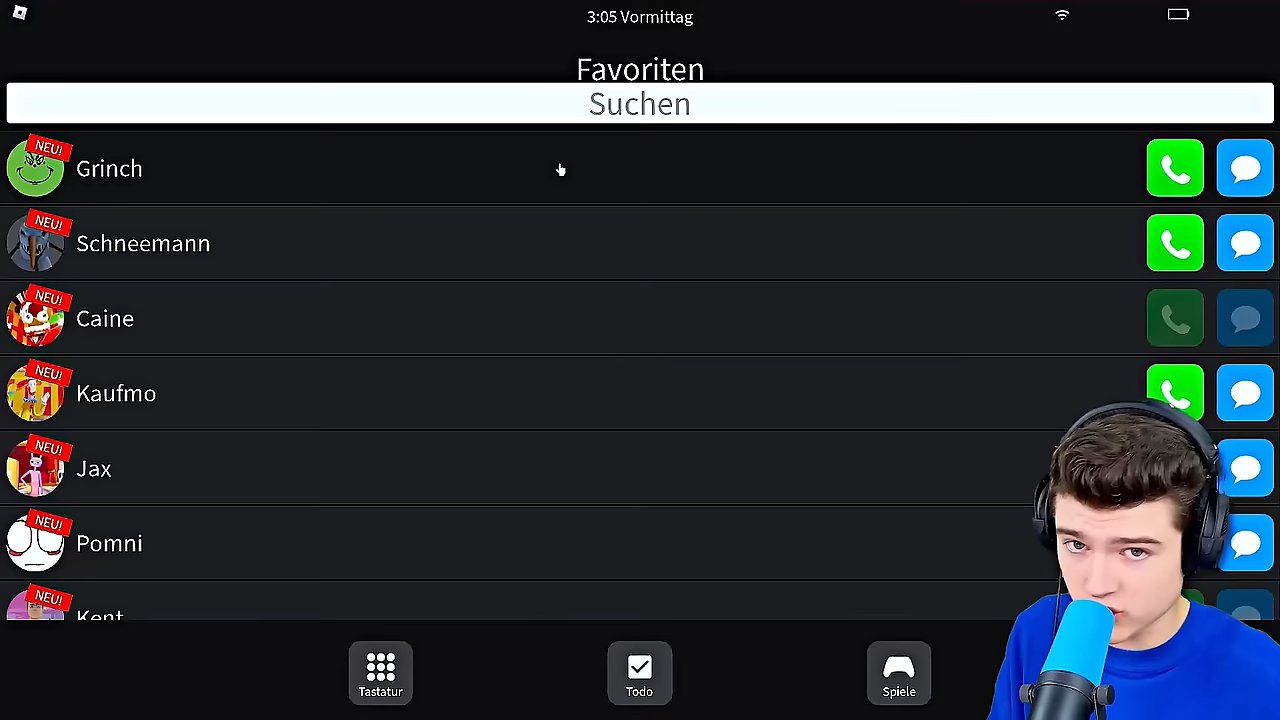 3:05 Vormittag
Favoriten
Suchen
NEU!
Grinch
NEU!
Schneemann
NEU!
Caine
NEU!
Kaufmo
NEU!
Jax
NEU!
Pomni
NEU!
Kent
Tastatur
Todo
Spiele